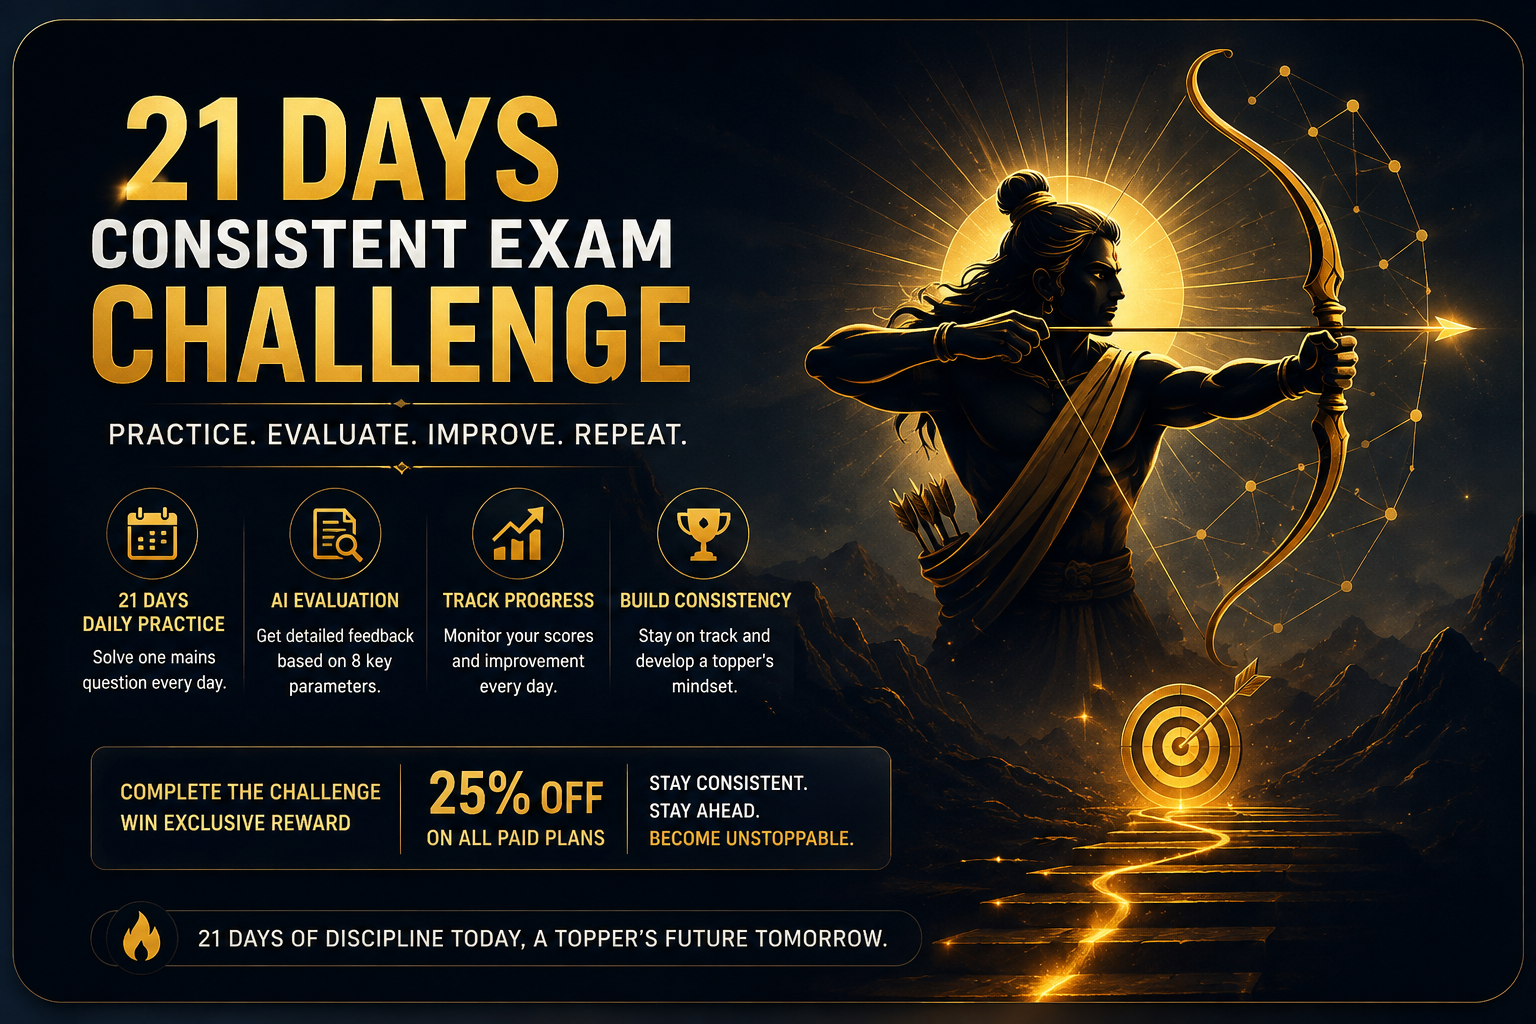 21 DAYS
CONSISTENT EXAM
CHALLENGE
PRACTICE. EVALUATE. IMPROVE. REPEAT.
21 DAYS
DAILY PRACTICE
Solve one mains
question every day.
AI EVALUATION
Get detailed feedback
based on 8 key
parameters.
TRACK PROGRESS
Monitor your scores
and improvement
every day.
BUILD CONSISTENCY
Stay on track and
develop a topper's
mindset.
COMPLETE THE CHALLENGE
WIN EXCLUSIVE REWARD
25% OFF
ON ALL PAID PLANS
STAY CONSISTENT.
STAY AHEAD.
BECOME UNSTOPPABLE.
21 DAYS OF DISCIPLINE TODAY, A TOPPER'S FUTURE TOMORROW.